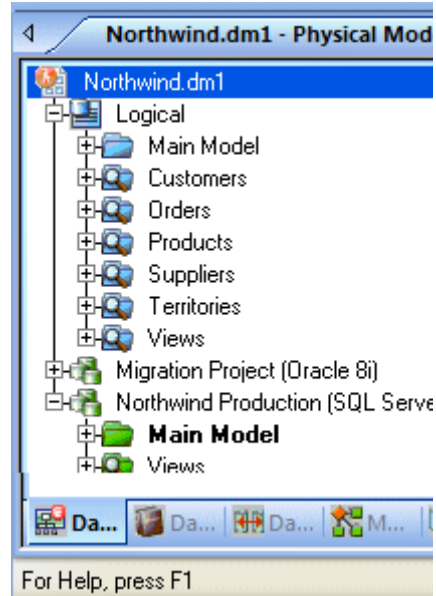 Northwind.dm1 - Physical Mod
Northwind.dm1
Logical
Main Model
Customers
Orders
Products
Suppliers
Territories
Views
Migration Project (Oracle 8i)
Northwind Production (SQL Serve
Main Model
Views
Da... Da... Da... M...
For Help, press F1